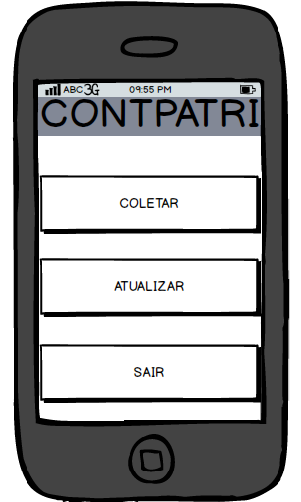 ABC 3G 09:55 PM
CONTPATRI
COLETAR
ATUALIZAR
SAIR